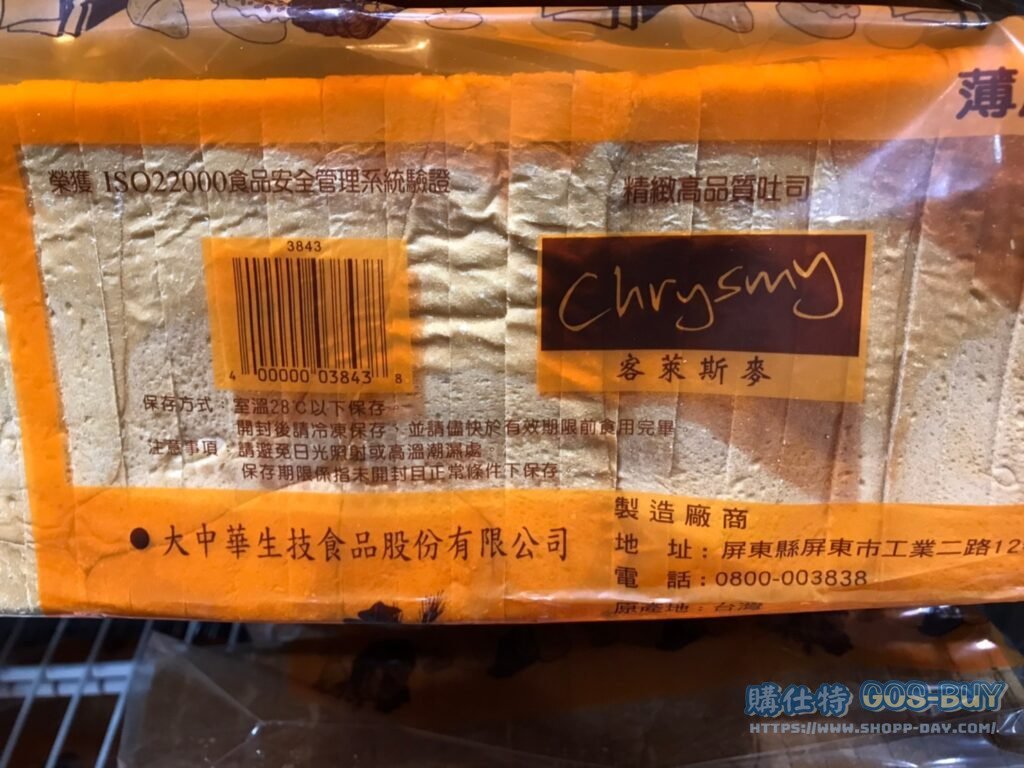 薄
榮獲 ISO22000食品安全管理系統驗證
精緻高品質吐司
3843
4 00000 03843 8
Chrysmy
客萊斯麥
保存方式：室溫28℃以下保存
開封後請冷凍保存，並請儘快於有效期限前食用完畢
注意事項：請避免日光照射或高溫潮濕處。
保存期限係指未開封且正常條件下保存
●大中華生技食品股份有限公司
製造廠商
地 址：屏東縣屏東市工業二路12
電 話：0800-003838
原產地：台灣
購仕特 GOS-BUY
HTTPS://WWW.SHOPP-DAY.COM/.